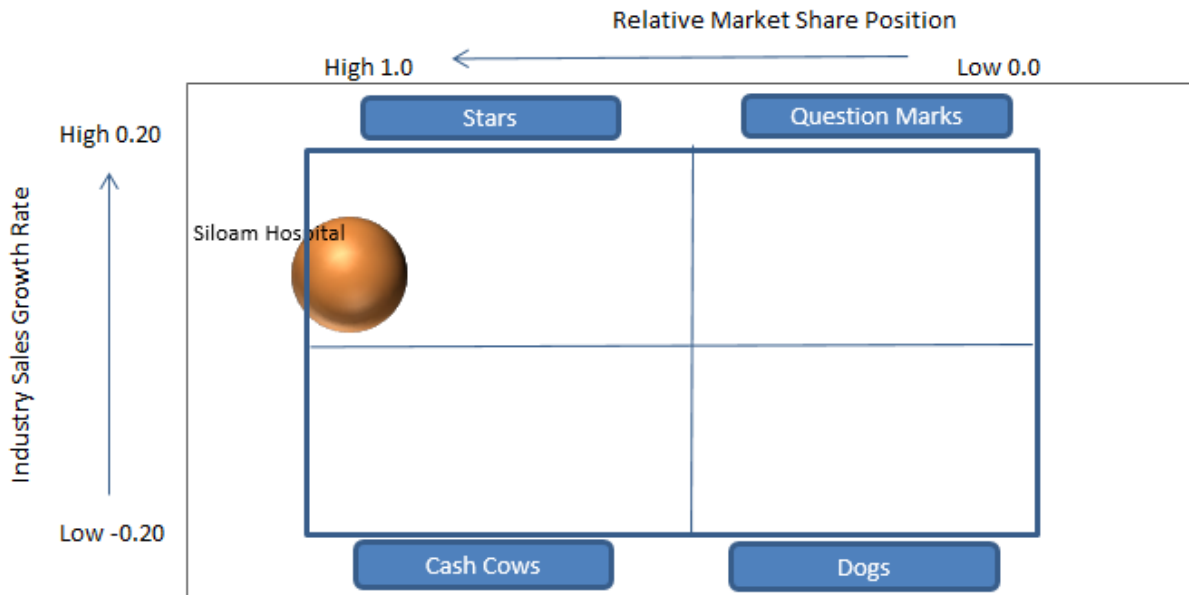 Relative Market Share Position
High 1.0
Low 0.0
Stars
Question Marks
High 0.20
Siloam Hospital
Industry Sales Growth Rate
Low -0.20
Cash Cows
Dogs